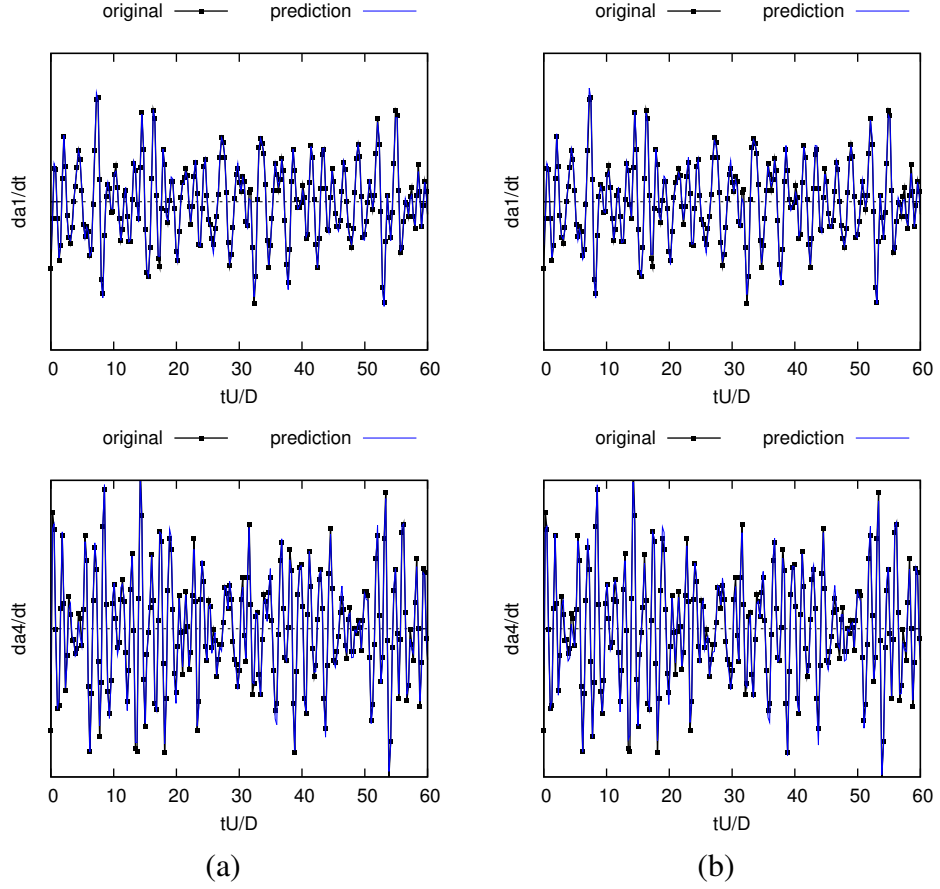 original prediction original prediction
da1/dt da1/dt
0 10 20 30 40 50 60 0 10 20 30 40 50 60
tU/D tU/D
original prediction original prediction
da4/dt da4/dt
0 10 20 30 40 50 60 0 10 20 30 40 50 60
tU/D tU/D
(a) (b)